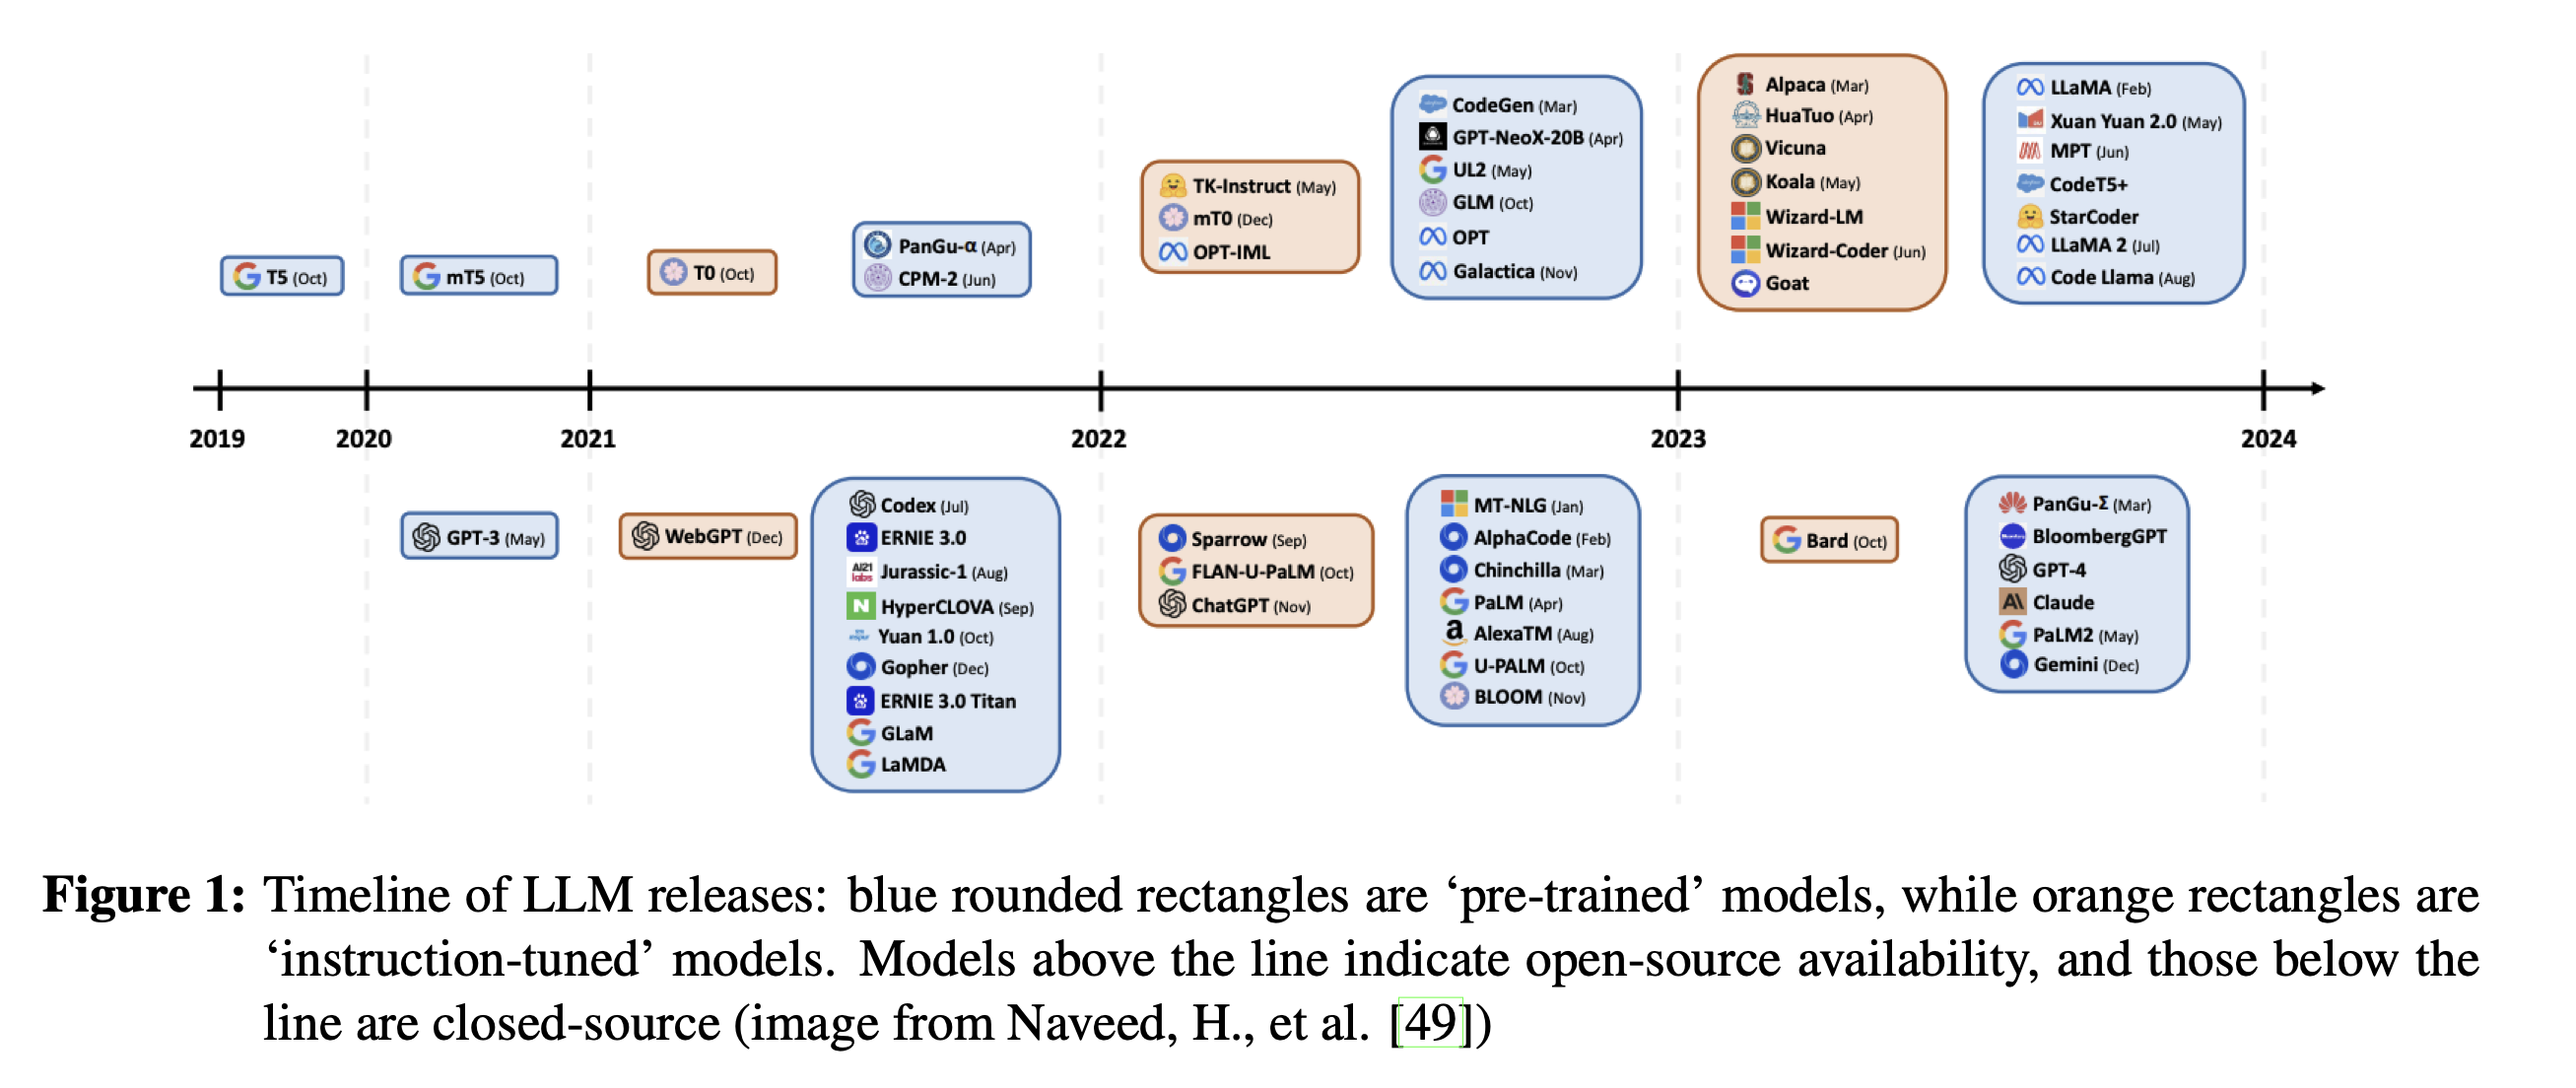 T5 (Oct)
mT5 (Oct)
T0 (Oct)
PanGu-α (Apr)
CPM-2 (Jun)
TK-Instruct (May)
mT0 (Dec)
OPT-IML
CodeGen (Mar)
GPT-NeoX-20B (Apr)
UL2 (May)
GLM (Oct)
OPT
Galactica (Nov)
Alpaca (Mar)
HuaTuo (Apr)
Vicuna
Koala (May)
Wizard-LM
Wizard-Coder (Jun)
Goat
LLaMA (Feb)
Xuan Yuan 2.0 (May)
MPT (Jun)
CodeT5+
StarCoder
LLaMA 2 (Jul)
Code Llama (Aug)
2019 2020 2021 2022 2023 2024
GPT-3 (May)
WebGPT (Dec)
Codex (Jul)
ERNIE 3.0
AI21 labs Jurassic-1 (Aug)
N HyperCLOVA (Sep)
Yuan 1.0 (Oct)
Gopher (Dec)
ERNIE 3.0 Titan
GLaM
LaMDA
Sparrow (Sep)
FLAN-U-PaLM (Oct)
ChatGPT (Nov)
MT-NLG (Jan)
AlphaCode (Feb)
Chinchilla (Mar)
PaLM (Apr)
AlexaTM (Aug)
U-PALM (Oct)
BLOOM (Nov)
Bard (Oct)
PanGu-Σ (Mar)
BloombergGPT
GPT-4
Claude
PaLM2 (May)
Gemini (Dec)
Figure 1: Timeline of LLM releases: blue rounded rectangles are ‘pre-trained’ models, while orange rectangles are
‘instruction-tuned’ models. Models above the line indicate open-source availability, and those below the
line are closed-source (image from Naveed, H., et al. [49])